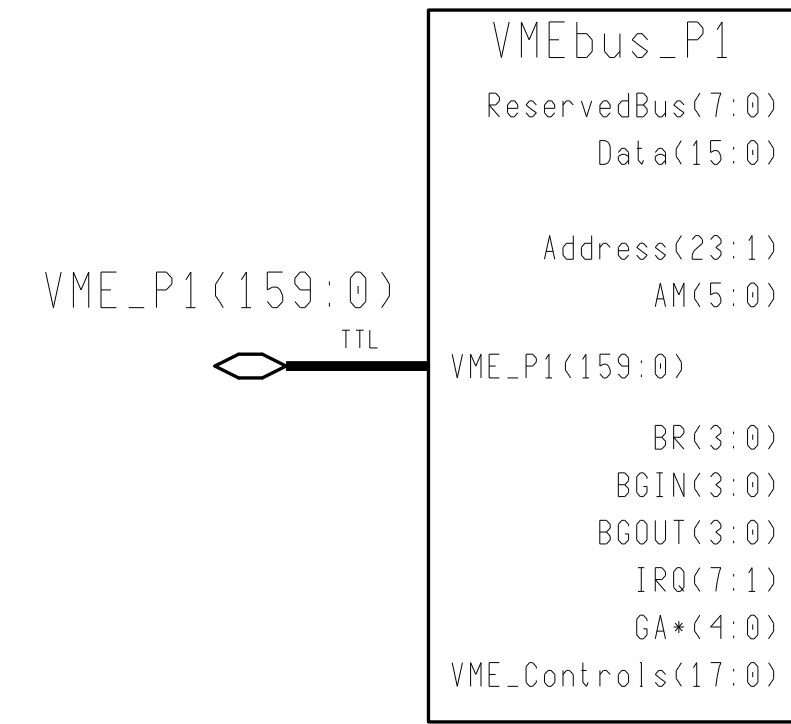 VMEbus_P1
ReservedBus(7:0)
Data(15:0)
Address(23:1)
VME_P1(159:0)
AM(5:0)
TTL
VME_P1(159:0)
BR(3:0)
BGIN(3:0)
BGOUT(3:0)
IRQ(7:1)
GA*(4:0)
VME_Controls(17:0)